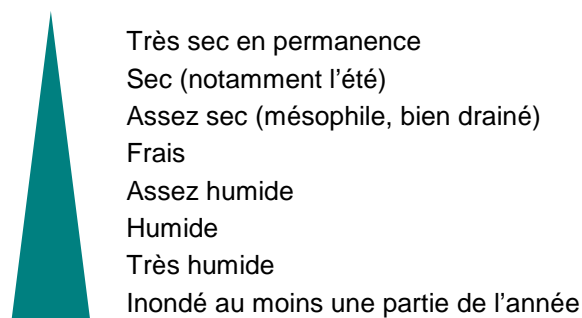 Très sec en permanence
Sec (notamment l’été)
Assez sec (mésophile, bien drainé)
Frais
Assez humide
Humide
Très humide
Inondé au moins une partie de l’année